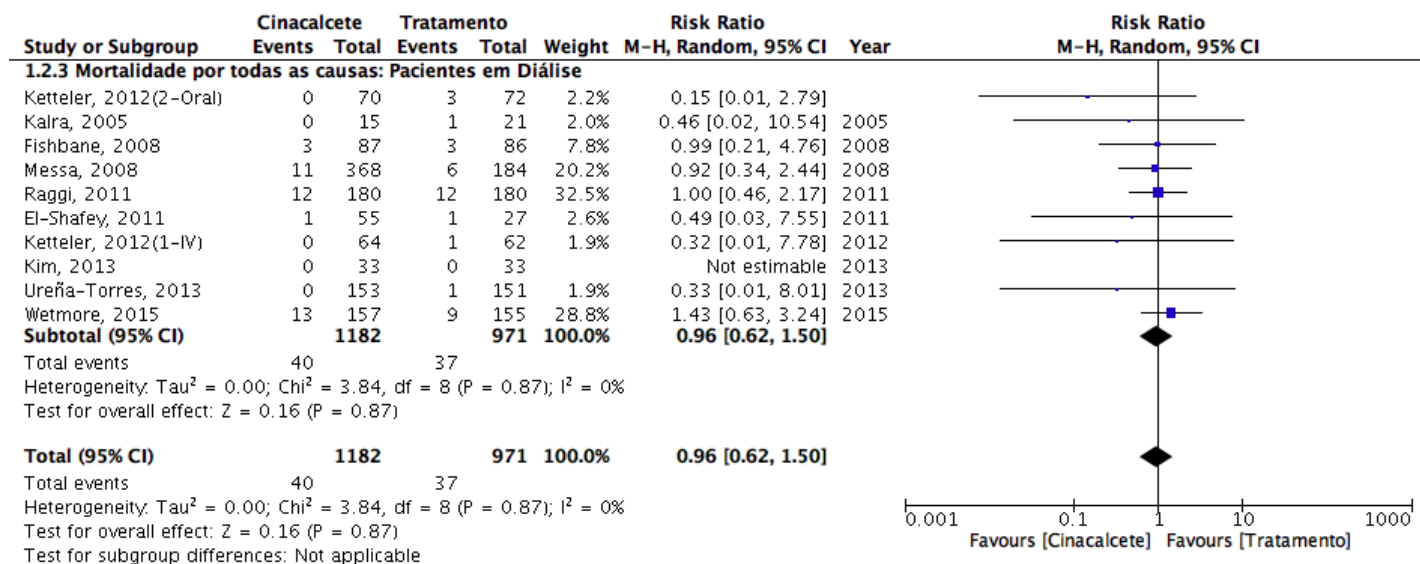 Cinacalcete Tratamento Risk Ratio Risk Ratio
Study or Subgroup Events Total Events Total Weight M-H, Random, 95% CI Year M-H, Random, 95% CI
1.2.3 Mortalidade por todas as causas: Pacientes em Diálise
Ketteler, 2012(2-Oral) 0 70 3 72 2.2% 0.15 [0.01, 2.79]
Kalra, 2005 0 15 1 21 2.0% 0.46 [0.02, 10.54] 2005
Fishbane, 2008 3 87 3 86 7.8% 0.99 [0.21, 4.76] 2008
Messa, 2008 11 368 6 184 20.2% 0.92 [0.34, 2.44] 2008
Raggi, 2011 12 180 12 180 32.5% 1.00 [0.46, 2.17] 2011
El-Shafey, 2011 1 55 1 27 2.6% 0.49 [0.03, 7.55] 2011
Ketteler, 2012(1-IV) 0 64 1 62 1.9% 0.32 [0.01, 7.78] 2012
Kim, 2013 0 33 0 33 Not estimable 2013
Ureña-Torres, 2013 0 153 1 151 1.9% 0.33 [0.01, 8.01] 2013
Wetmore, 2015 13 157 9 155 28.8% 1.43 [0.63, 3.24] 2015
Subtotal (95% CI) 1182 971 100.0% 0.96 [0.62, 1.50]
Total events 40 37
Heterogeneity: Tau² = 0.00; Chi² = 3.84, df = 8 (P = 0.87); I² = 0%
Test for overall effect: Z = 0.16 (P = 0.87)
Total (95% CI) 1182 971 100.0% 0.96 [0.62, 1.50]
Total events 40 37
Heterogeneity: Tau² = 0.00; Chi² = 3.84, df = 8 (P = 0.87); I² = 0%
Test for overall effect: Z = 0.16 (P = 0.87)
Test for subgroup differences: Not applicable
0.001 0.1 1 10 1000
Favours [Cinacalcete] Favours [Tratamento]